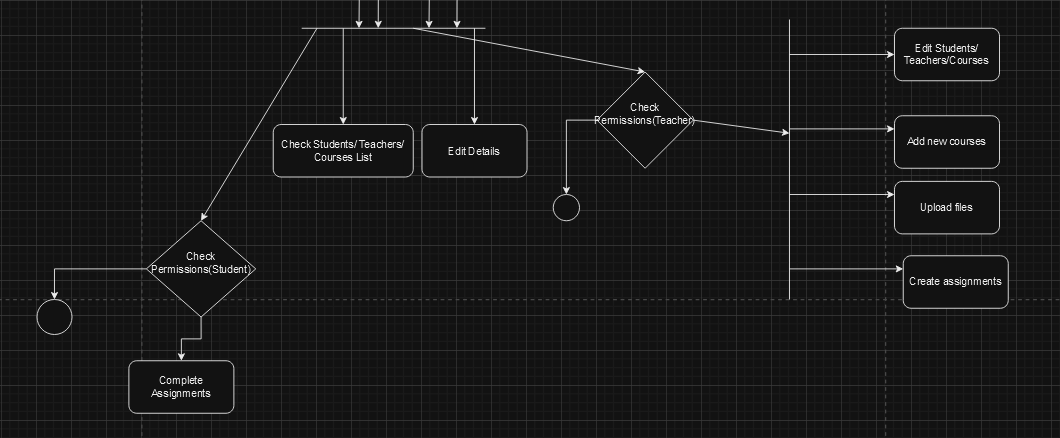 Edit Students/
Teachers/Courses
Check
Permissions(Teacher)
Check Students/ Teachers/
Courses List
Edit Details
Add new courses
Upload files
Check
Permissions(Student)
Create assignments
Complete
Assignments